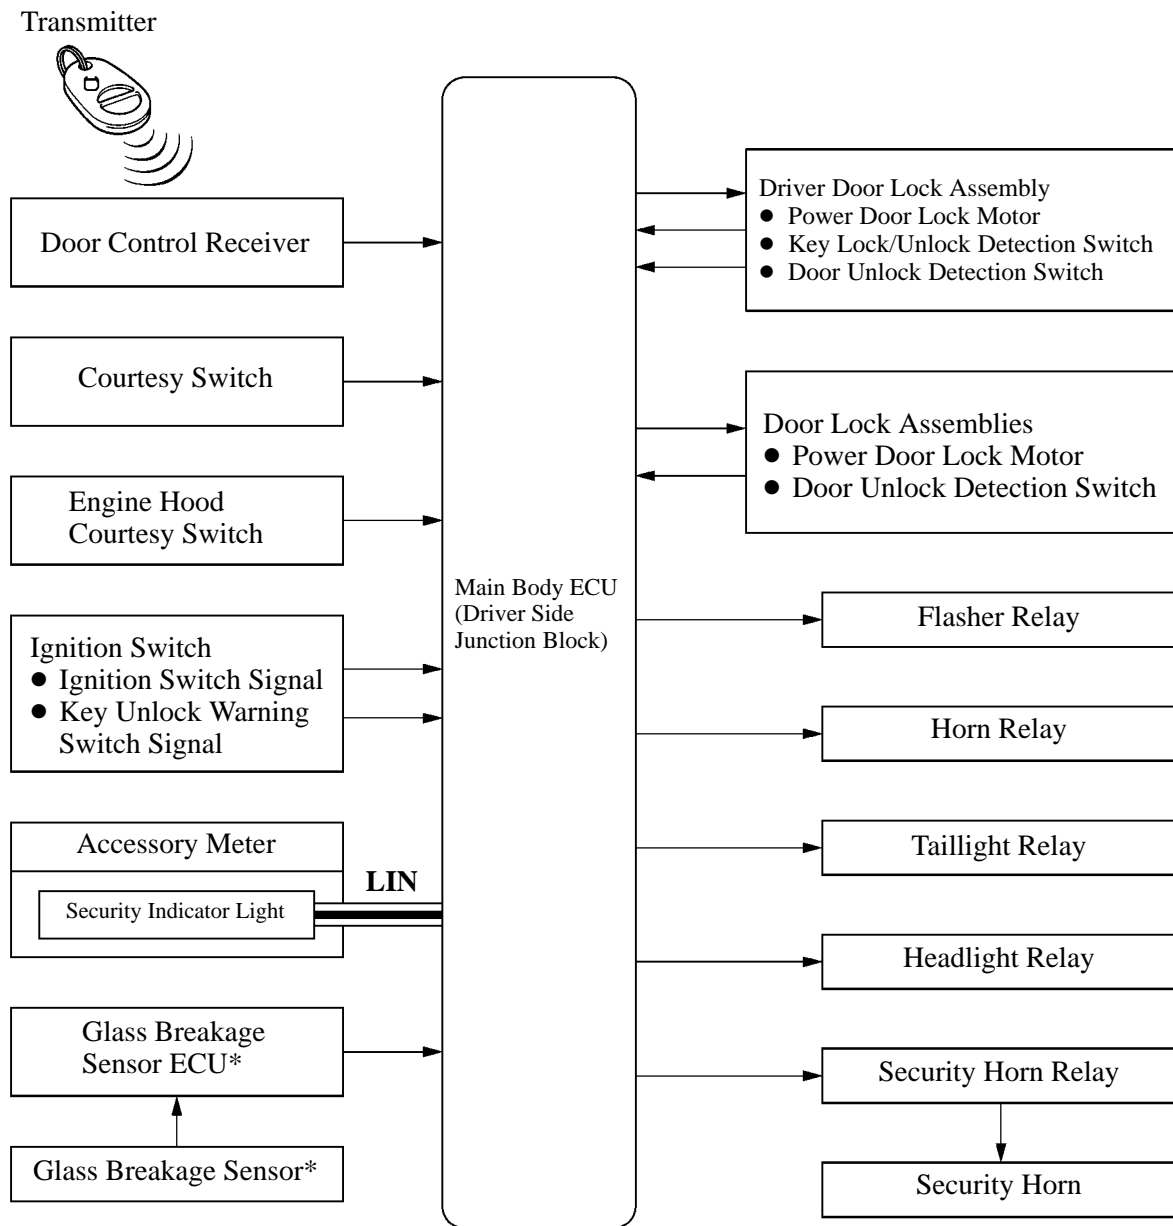 Transmitter
Door Control Receiver
Courtesy Switch
Engine Hood
Courtesy Switch
Ignition Switch
● Ignition Switch Signal
● Key Unlock Warning
Switch Signal
Accessory Meter
Security Indicator Light
LIN
Glass Breakage
Sensor ECU*
Glass Breakage Sensor*
Main Body ECU
(Driver Side
Junction Block)
Driver Door Lock Assembly
● Power Door Lock Motor
● Key Lock/Unlock Detection Switch
● Door Unlock Detection Switch
Door Lock Assemblies
● Power Door Lock Motor
● Door Unlock Detection Switch
Flasher Relay
Horn Relay
Taillight Relay
Headlight Relay
Security Horn Relay
Security Horn